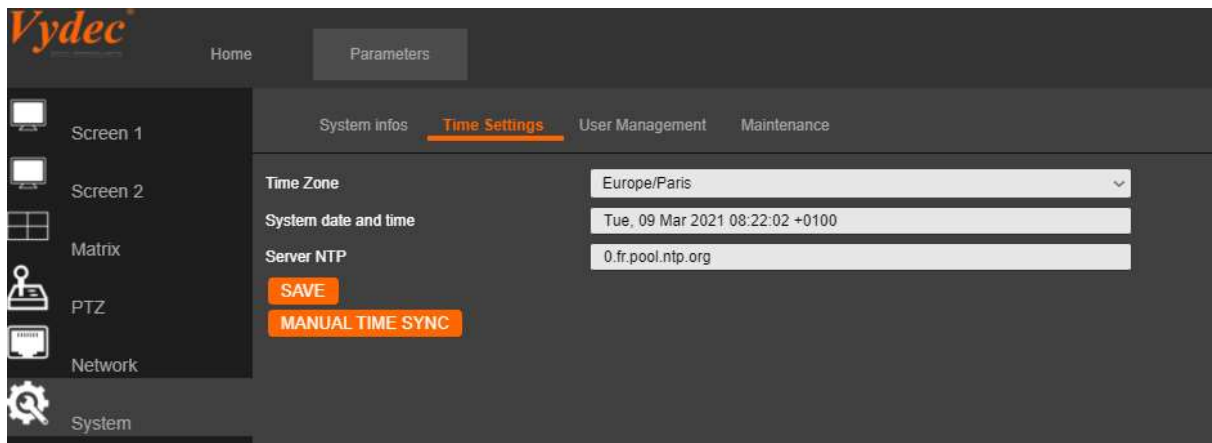 Vydec
Home
Parameters
Screen 1
Screen 2
Matrix
PTZ
Network
System
System infos
Time Settings
User Management
Maintenance
Time Zone
Europe/Paris
System date and time
Tue, 09 Mar 2021 08:22:02 +0100
Server NTP
0.fr.pool.ntp.org
SAVE
MANUAL TIME SYNC